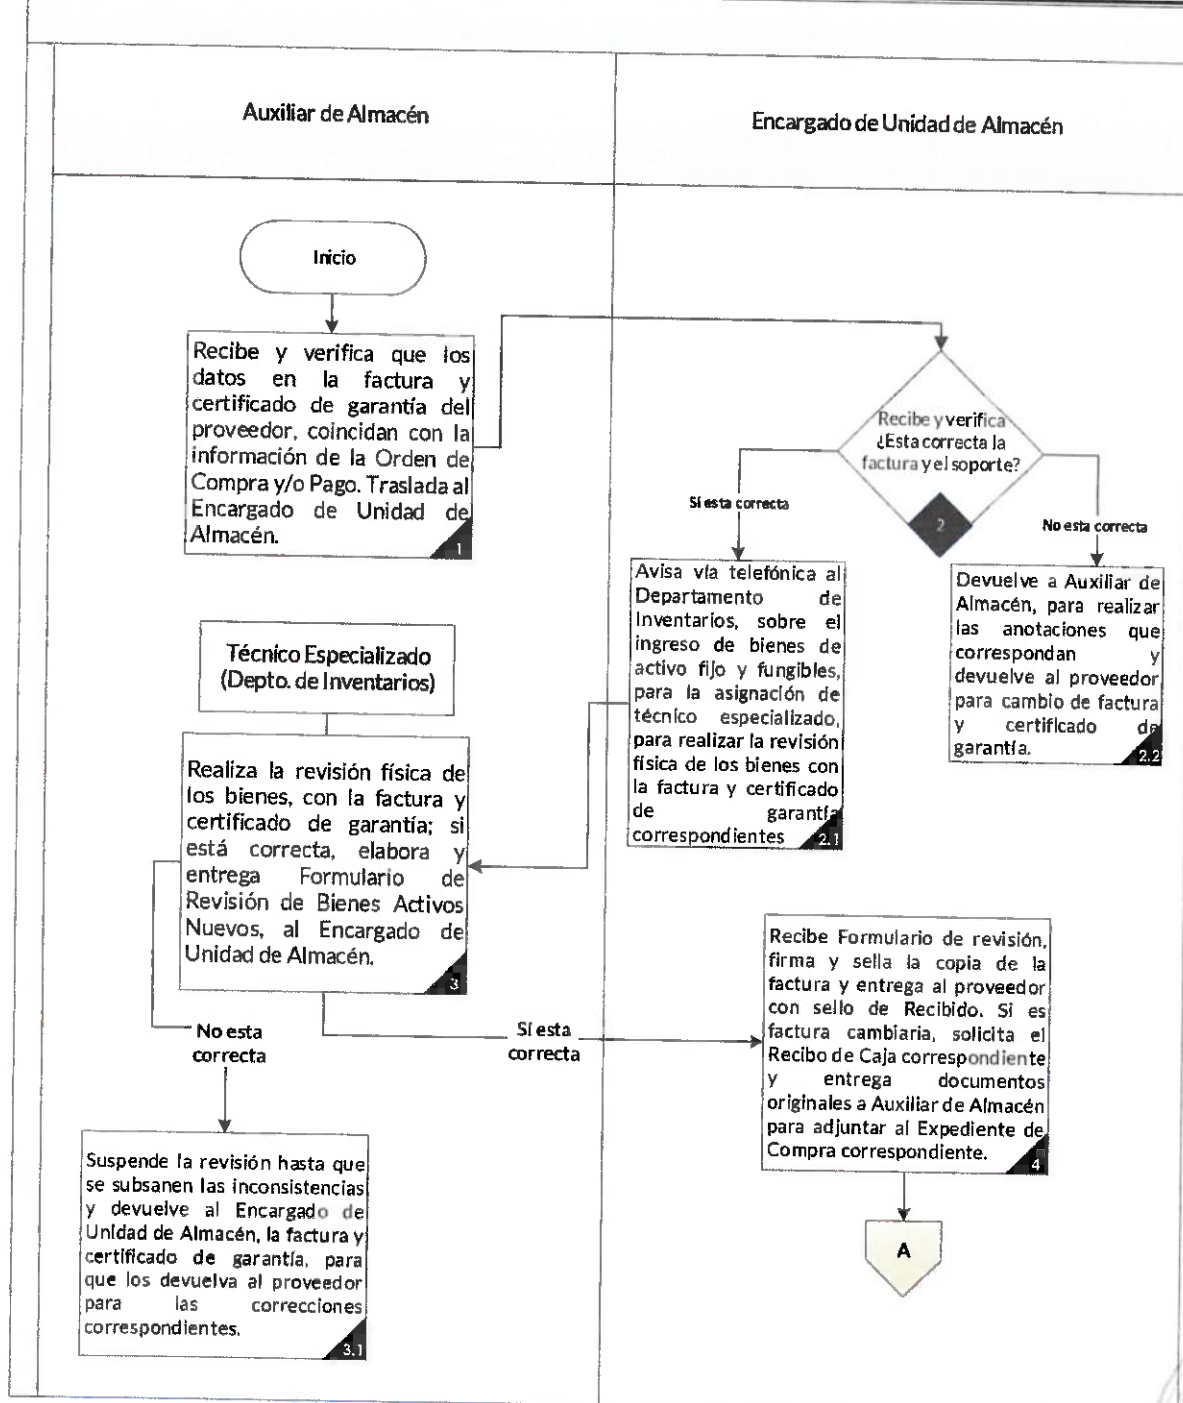 Auxiliar de Almacén
Encargado de Unidad de Almacén
Inicio
Recibe y verifica que los
datos en la factura y
certificado de garantía del
proveedor, coincidan con la
información de la Orden de
Compra y/o Pago. Traslada al
Encargado de Unidad de
Almacén.
1
Recibe y verifica
¿Esta correcta la
factura y el soporte?
2
Sí esta correcta
No esta correcta
Avisa vía telefónica al
Departamento de
Inventarios, sobre el
ingreso de bienes de
activo fijo y fungibles,
para la asignación de
técnico especializado,
para realizar la revisión
física de los bienes con
la factura y certificado
de garantía
correspondientes
2.1
Devuelve a Auxiliar de
Almacén, para realizar
las anotaciones que
correspondan y
devuelve al proveedor
para cambio de factura
y certificado de
garantía.
2.2
Técnico Especializado
(Depto. de Inventarios)
Realiza la revisión física de
los bienes, con la factura y
certificado de garantía; si
está correcta, elabora y
entrega Formulario de
Revisión de Bienes Activos
Nuevos, al Encargado de
Unidad de Almacén.
3
No esta
correcta
Sí esta
correcta
Suspende la revisión hasta que
se subsanen las inconsistencias
y devuelve al Encargado de
Unidad de Almacén, la factura y
certificado de garantía, para
que los devuelva al proveedor
para las correcciones
correspondientes.
3.1
Recibe Formulario de revisión,
firma y sella la copia de la
factura y entrega al proveedor
con sello de Recibido. Si es
factura cambiaria, solicita el
Recibo de Caja correspondiente
y entrega documentos
originales a Auxiliar de Almacén
para adjuntar al Expediente de
Compra correspondiente.
4
A